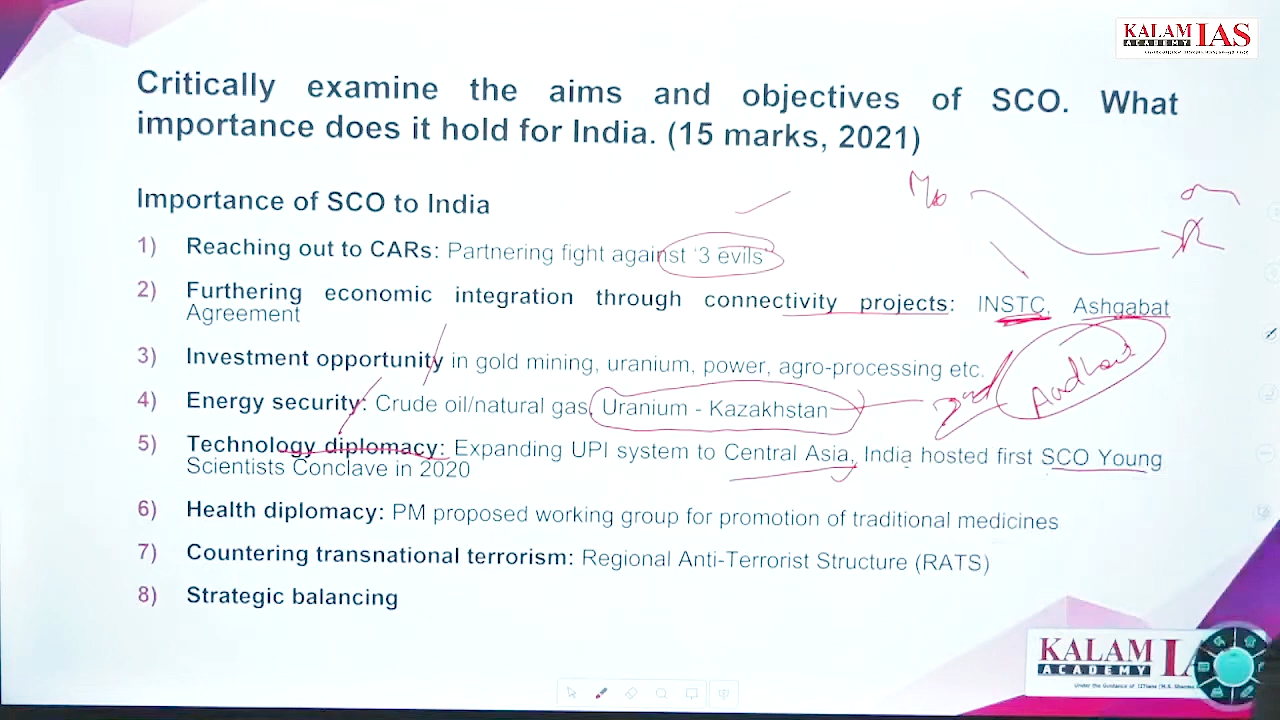 KALAM IAS
ACADEMY
Critically examine the aims and objectives of SCO. What
importance does it hold for India. (15 marks, 2021)
Importance of SCO to India
1) Reaching out to CARs: Partnering fight against '3 evils'
2) Furthering economic integration through connectivity projects: INSTC, Ashgabat
Agreement
3) Investment opportunity in gold mining, uranium, power, agro-processing etc.
4) Energy security: Crude oil/natural gas, Uranium - Kazakhstan
2nd
5) Technology diplomacy: Expanding UPI system to Central Asia, India hosted first SCO Young
Scientists Conclave in 2020
6) Health diplomacy: PM proposed working group for promotion of traditional medicines
7) Countering transnational terrorism: Regional Anti-Terrorist Structure (RATS)
8) Strategic balancing
KALAM
ACADEMY